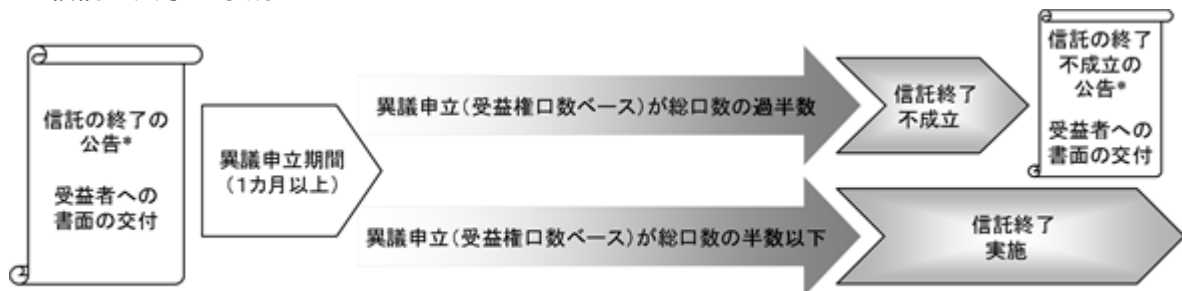 信託の終了の
公告*
受益者への
書面の交付
異議申立期間
（1カ月以上）
異議申立（受益権口数ベース）が総口数の過半数
信託終了
不成立
信託の終了
不成立の
公告*
受益者への
書面の交付
異議申立（受益権口数ベース）が総口数の半数以下
信託終了
実施